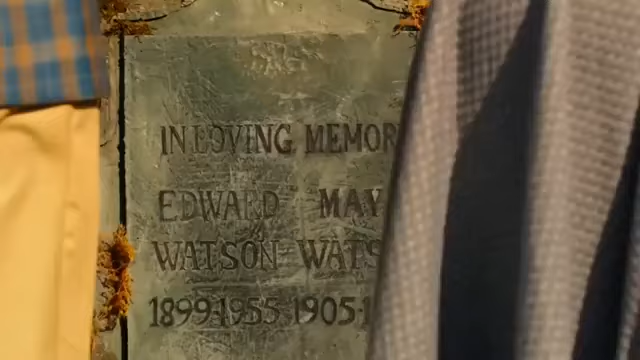 IN LOVING MEMOR
EDWARD MAY
WATSON WATS
1899-1955 1905-1